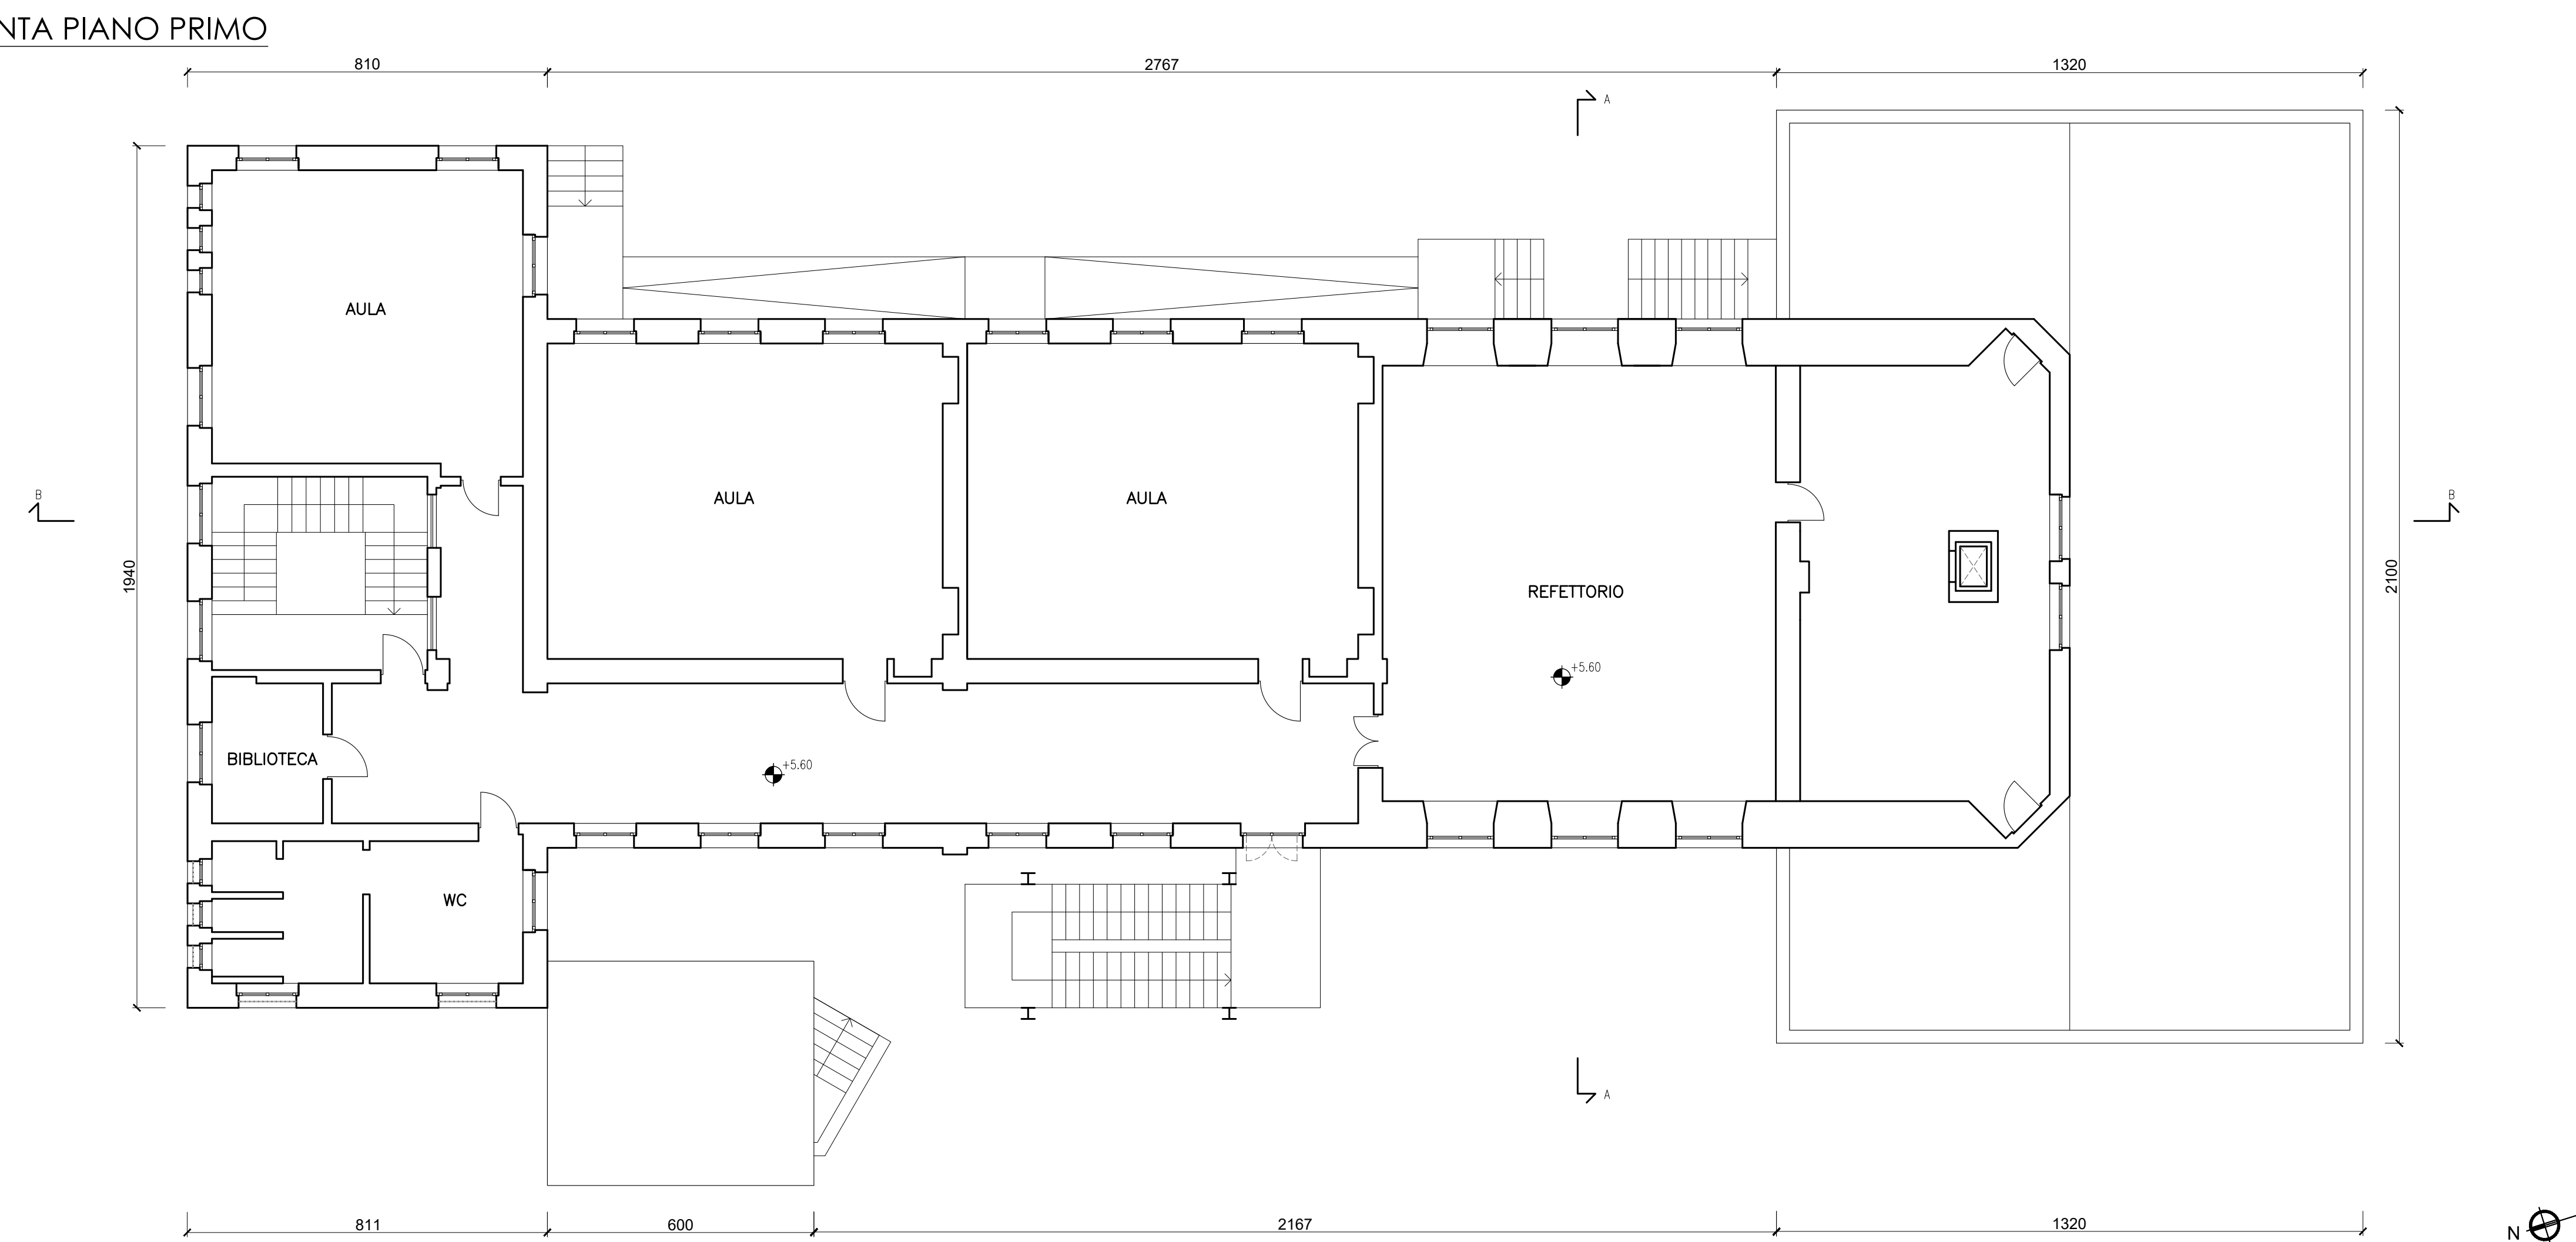 NTA PIANO PRIMO
810
2767
1320
A
AULA
B
AULA
AULA
B
1940
REFETTORIO
2100
+5.60
BIBLIOTECA
+5.60
WC
A
811
600
2167
1320
N